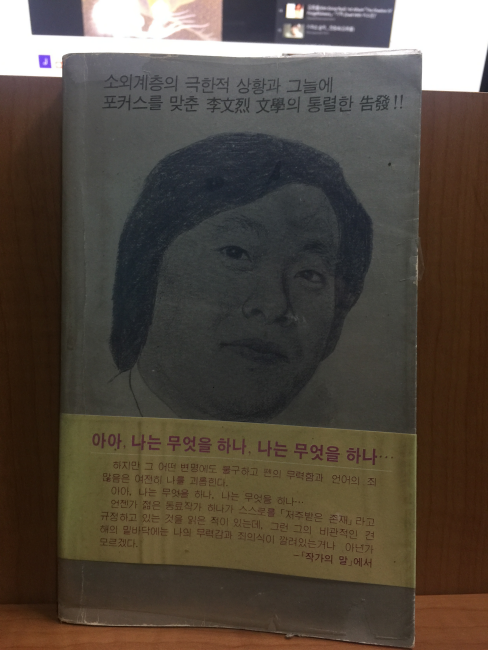 소외계층의 극한적 상황과 그늘에
포커스를 맞춘 李文烈 文學의 통렬한 告發!!
아아, 나는 무엇을 하나, 나는 무엇을 하나…
하지만 그 어떤 변명에도 불구하고 펜의 무력함과 언어의 죄
많음은 여전히 나를 괴롭힌다.
아아, 나는 무엇을 하나, 나는 무엇을 하나…
언젠가 젊은 동료작가 하나가 스스로를 「저주받은 존재」라고
규정하고 있는 것을 읽은 적이 있는데, 그런 그의 비관적인 견
해의 밑바닥에는 나의 무력감과 죄의식이 깔려있는거나 아닌가
모르겠다.
—「작가의 말」에서